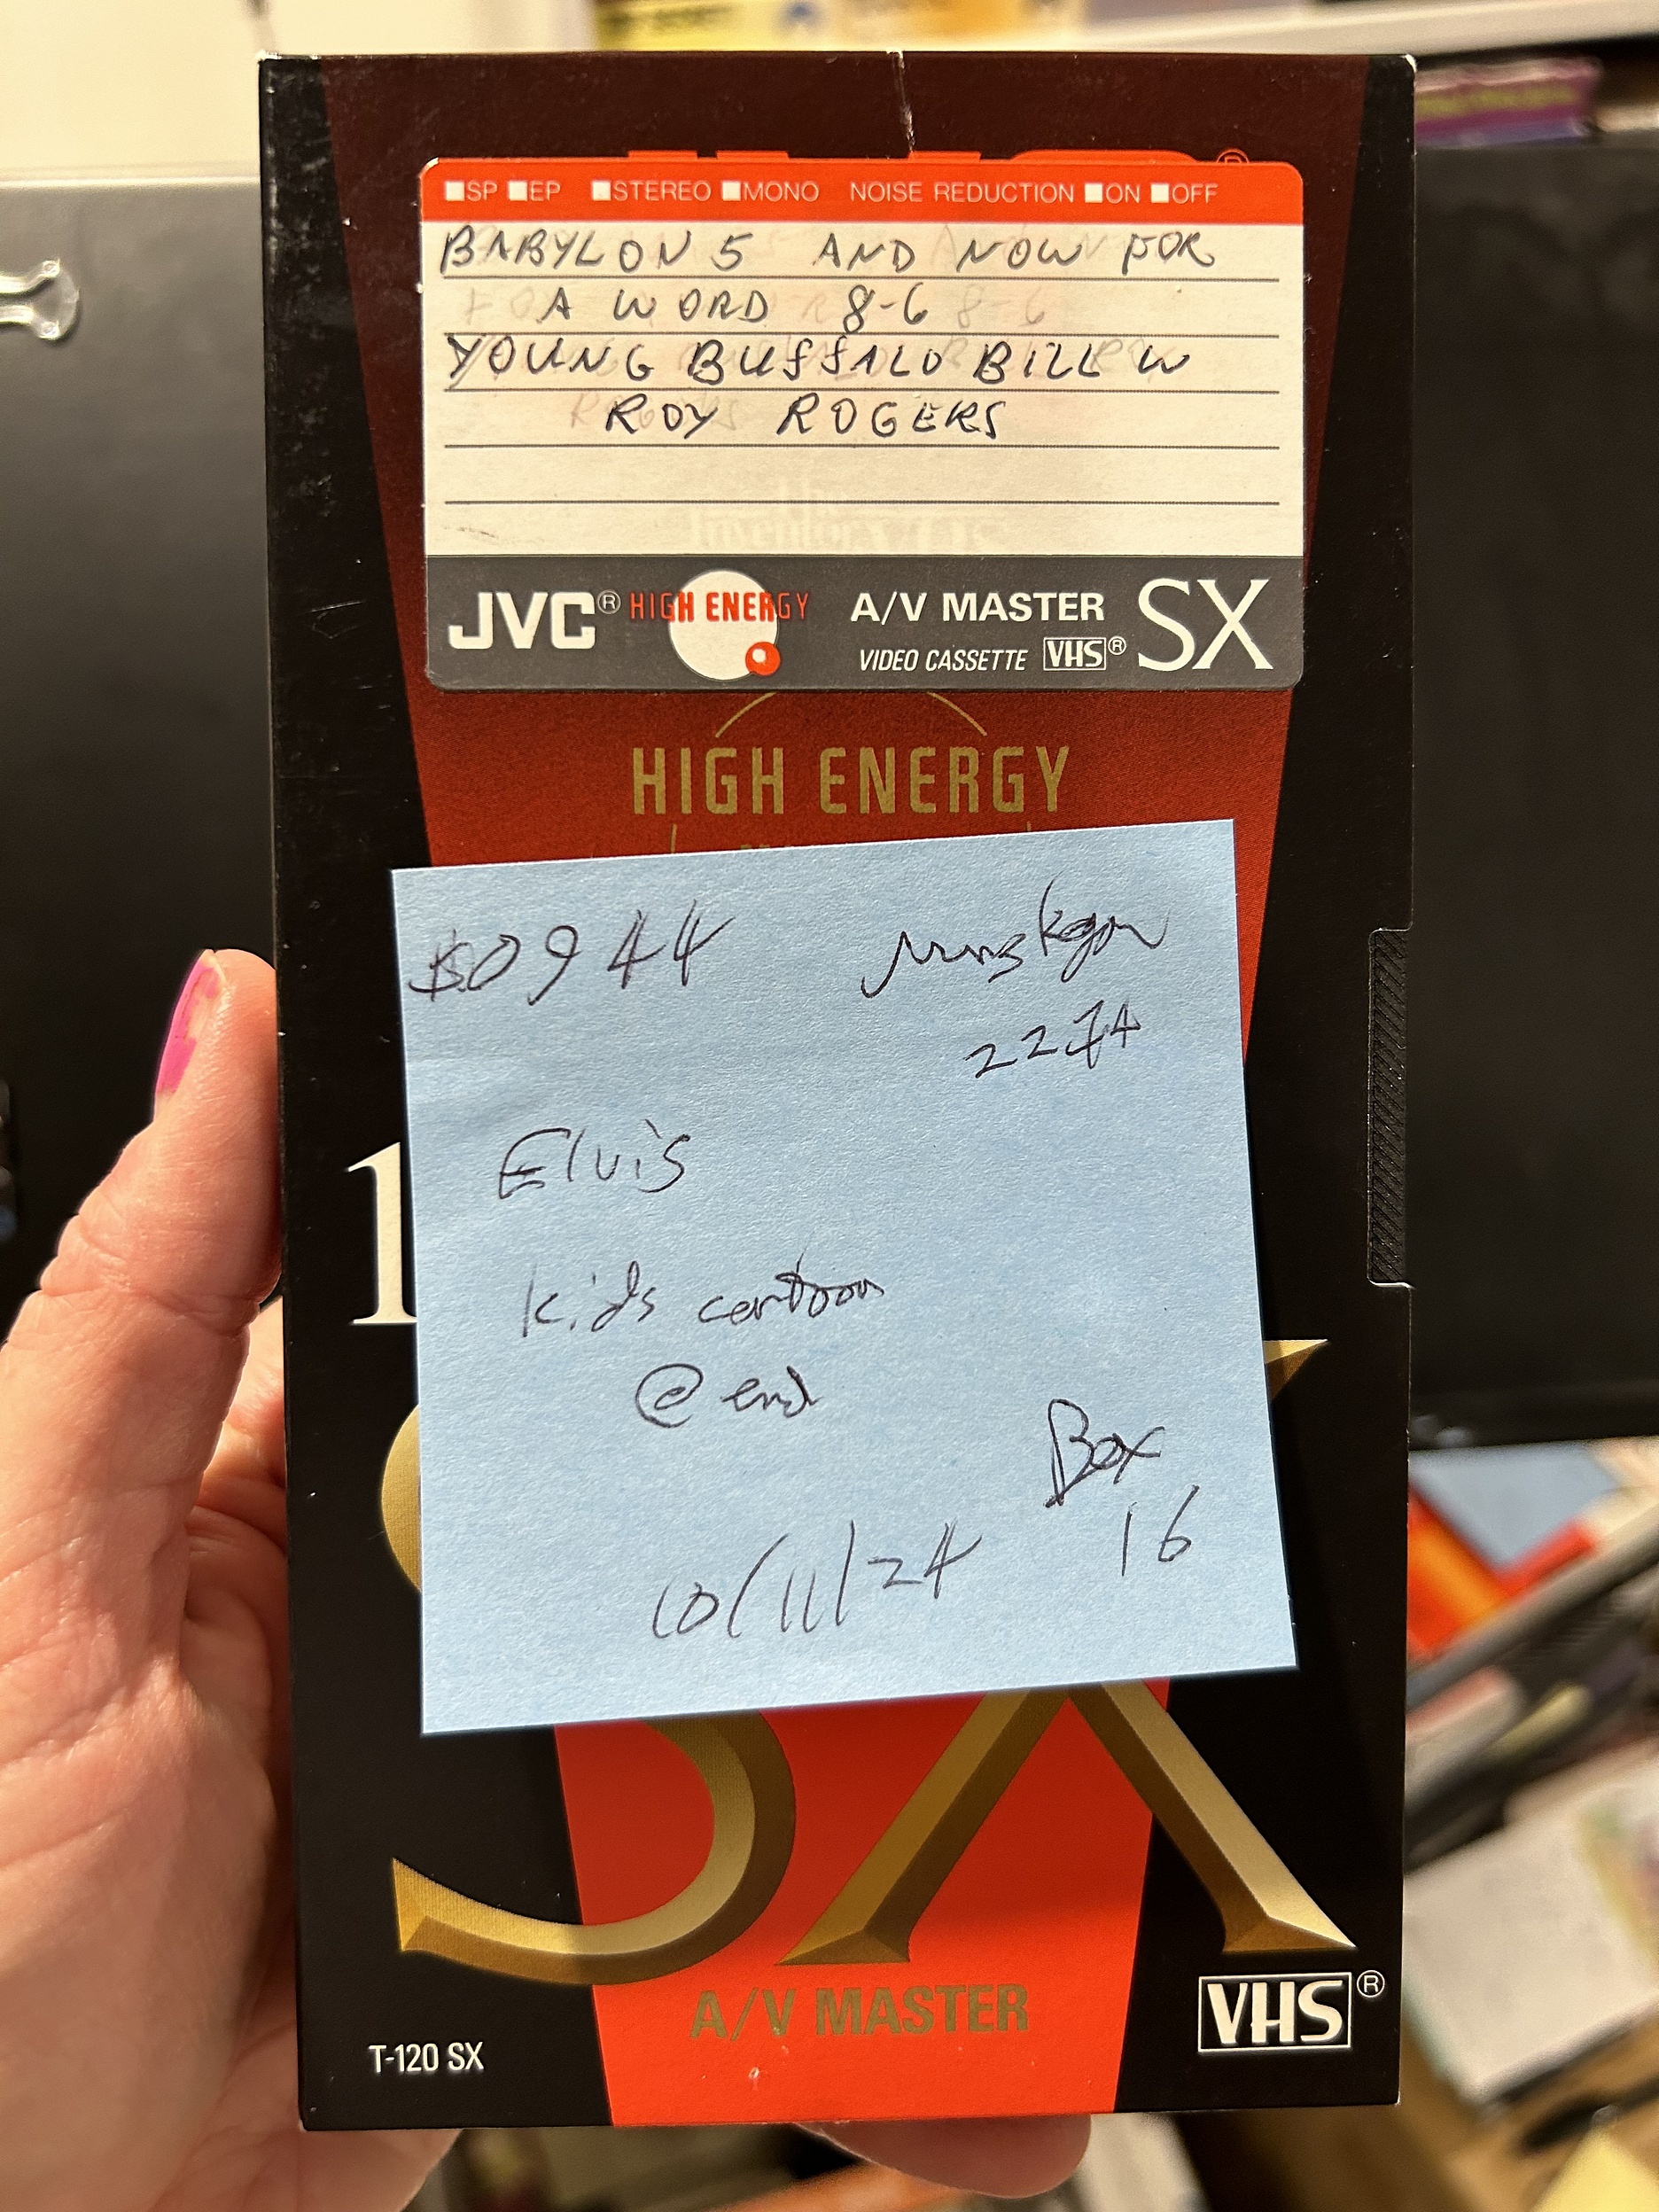 ■SP ■EP ■STEREO ■MONO NOISE REDUCTION ■ON ■OFF
BABYLON 5 AND NOW FOR
A WORD 8-6
YOUNG BUFFALO BILL W
ROY ROGERS
JVC® HIGH ENERGY A/V MASTER SX
VIDEO CASSETTE VHS®
HIGH ENERGY
0944 Muskegon
2274
Elvis
Kids cartoon
@ end
Box
16
10/11/24
1
SX
A/V MASTER
VHS®
T-120 SX